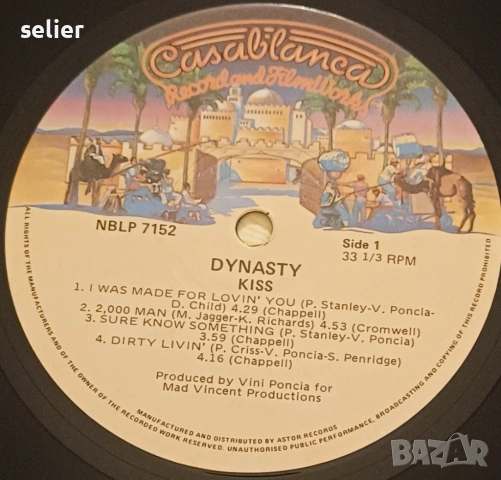 selier
Casablanca
Record and FilmWorks
NBLP 7152
Side 1
33 1/3 RPM
DYNASTY
KISS
1. I WAS MADE FOR LOVIN' YOU (P. Stanley-V. Poncia-
D. Child) 4.29 (Chappell)
2. 2,000 MAN (M. Jagger-K. Richards) 4.53 (Cromwell)
3. SURE KNOW SOMETHING (P. Stanley-V. Poncia)
3.59 (Chappell)
4. DIRTY LIVIN' (P. Criss-V. Poncia-S. Penridge)
4.16 (Chappell)
Produced by Vini Poncia for
Mad Vincent Productions
MANUFACTURED AND DISTRIBUTED BY ASTOR RECORDS
ALL RIGHTS OF THE MANUFACTURERS AND OF THE OWNER OF THE RECORDED WORK RESERVED. UNAUTHORISED PUBLIC PERFORMANCE, BROADCASTING AND COPYING OF THIS RECORD PROHIBITED
BAZAR